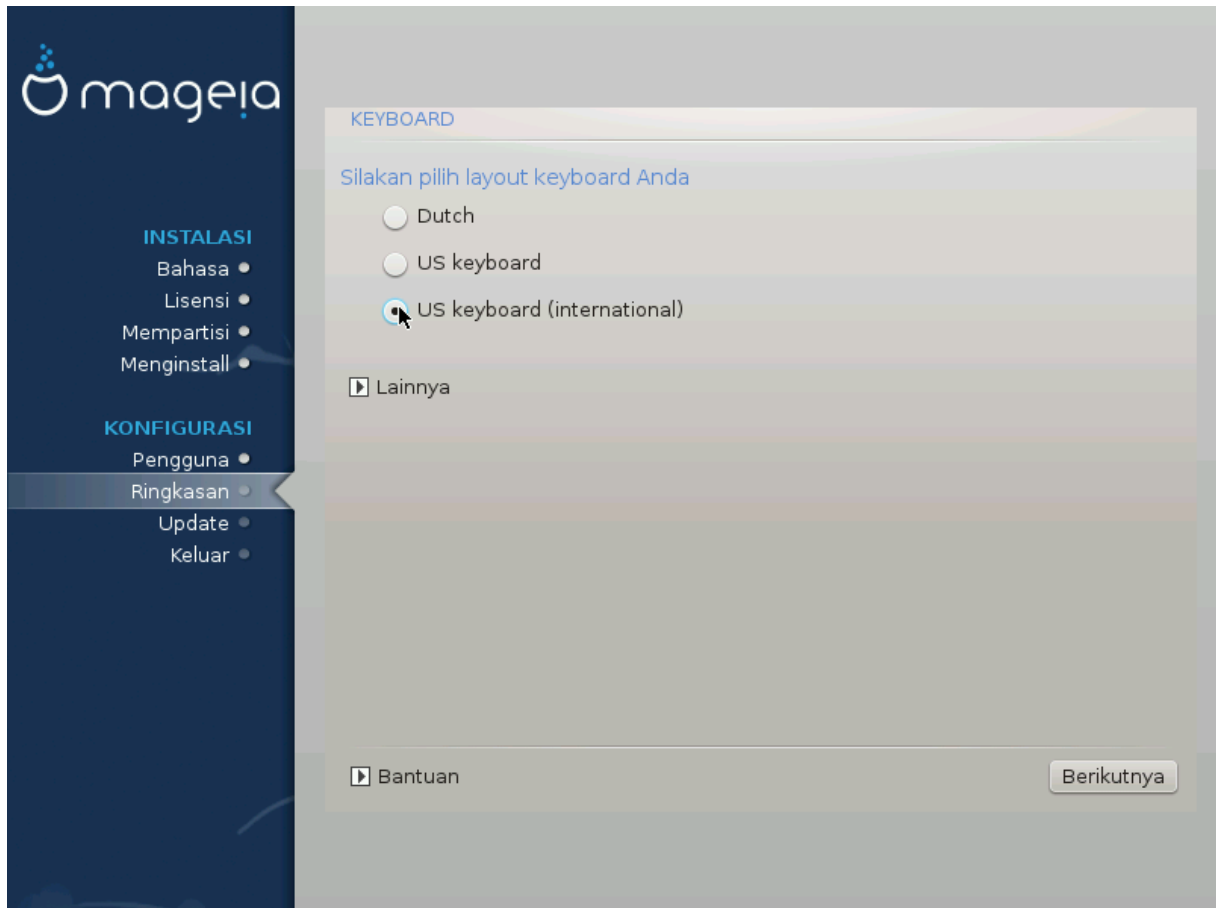 mageia
INSTALASI
Bahasa
Lisensi
Mempartisi
Menginstall
KONFIGURASI
Pengguna
Ringkasan
Update
Keluar
KEYBOARD
Silakan pilih layout keyboard Anda
Dutch
US keyboard
US keyboard (international)
Lainnya
Bantuan
Berikutnya